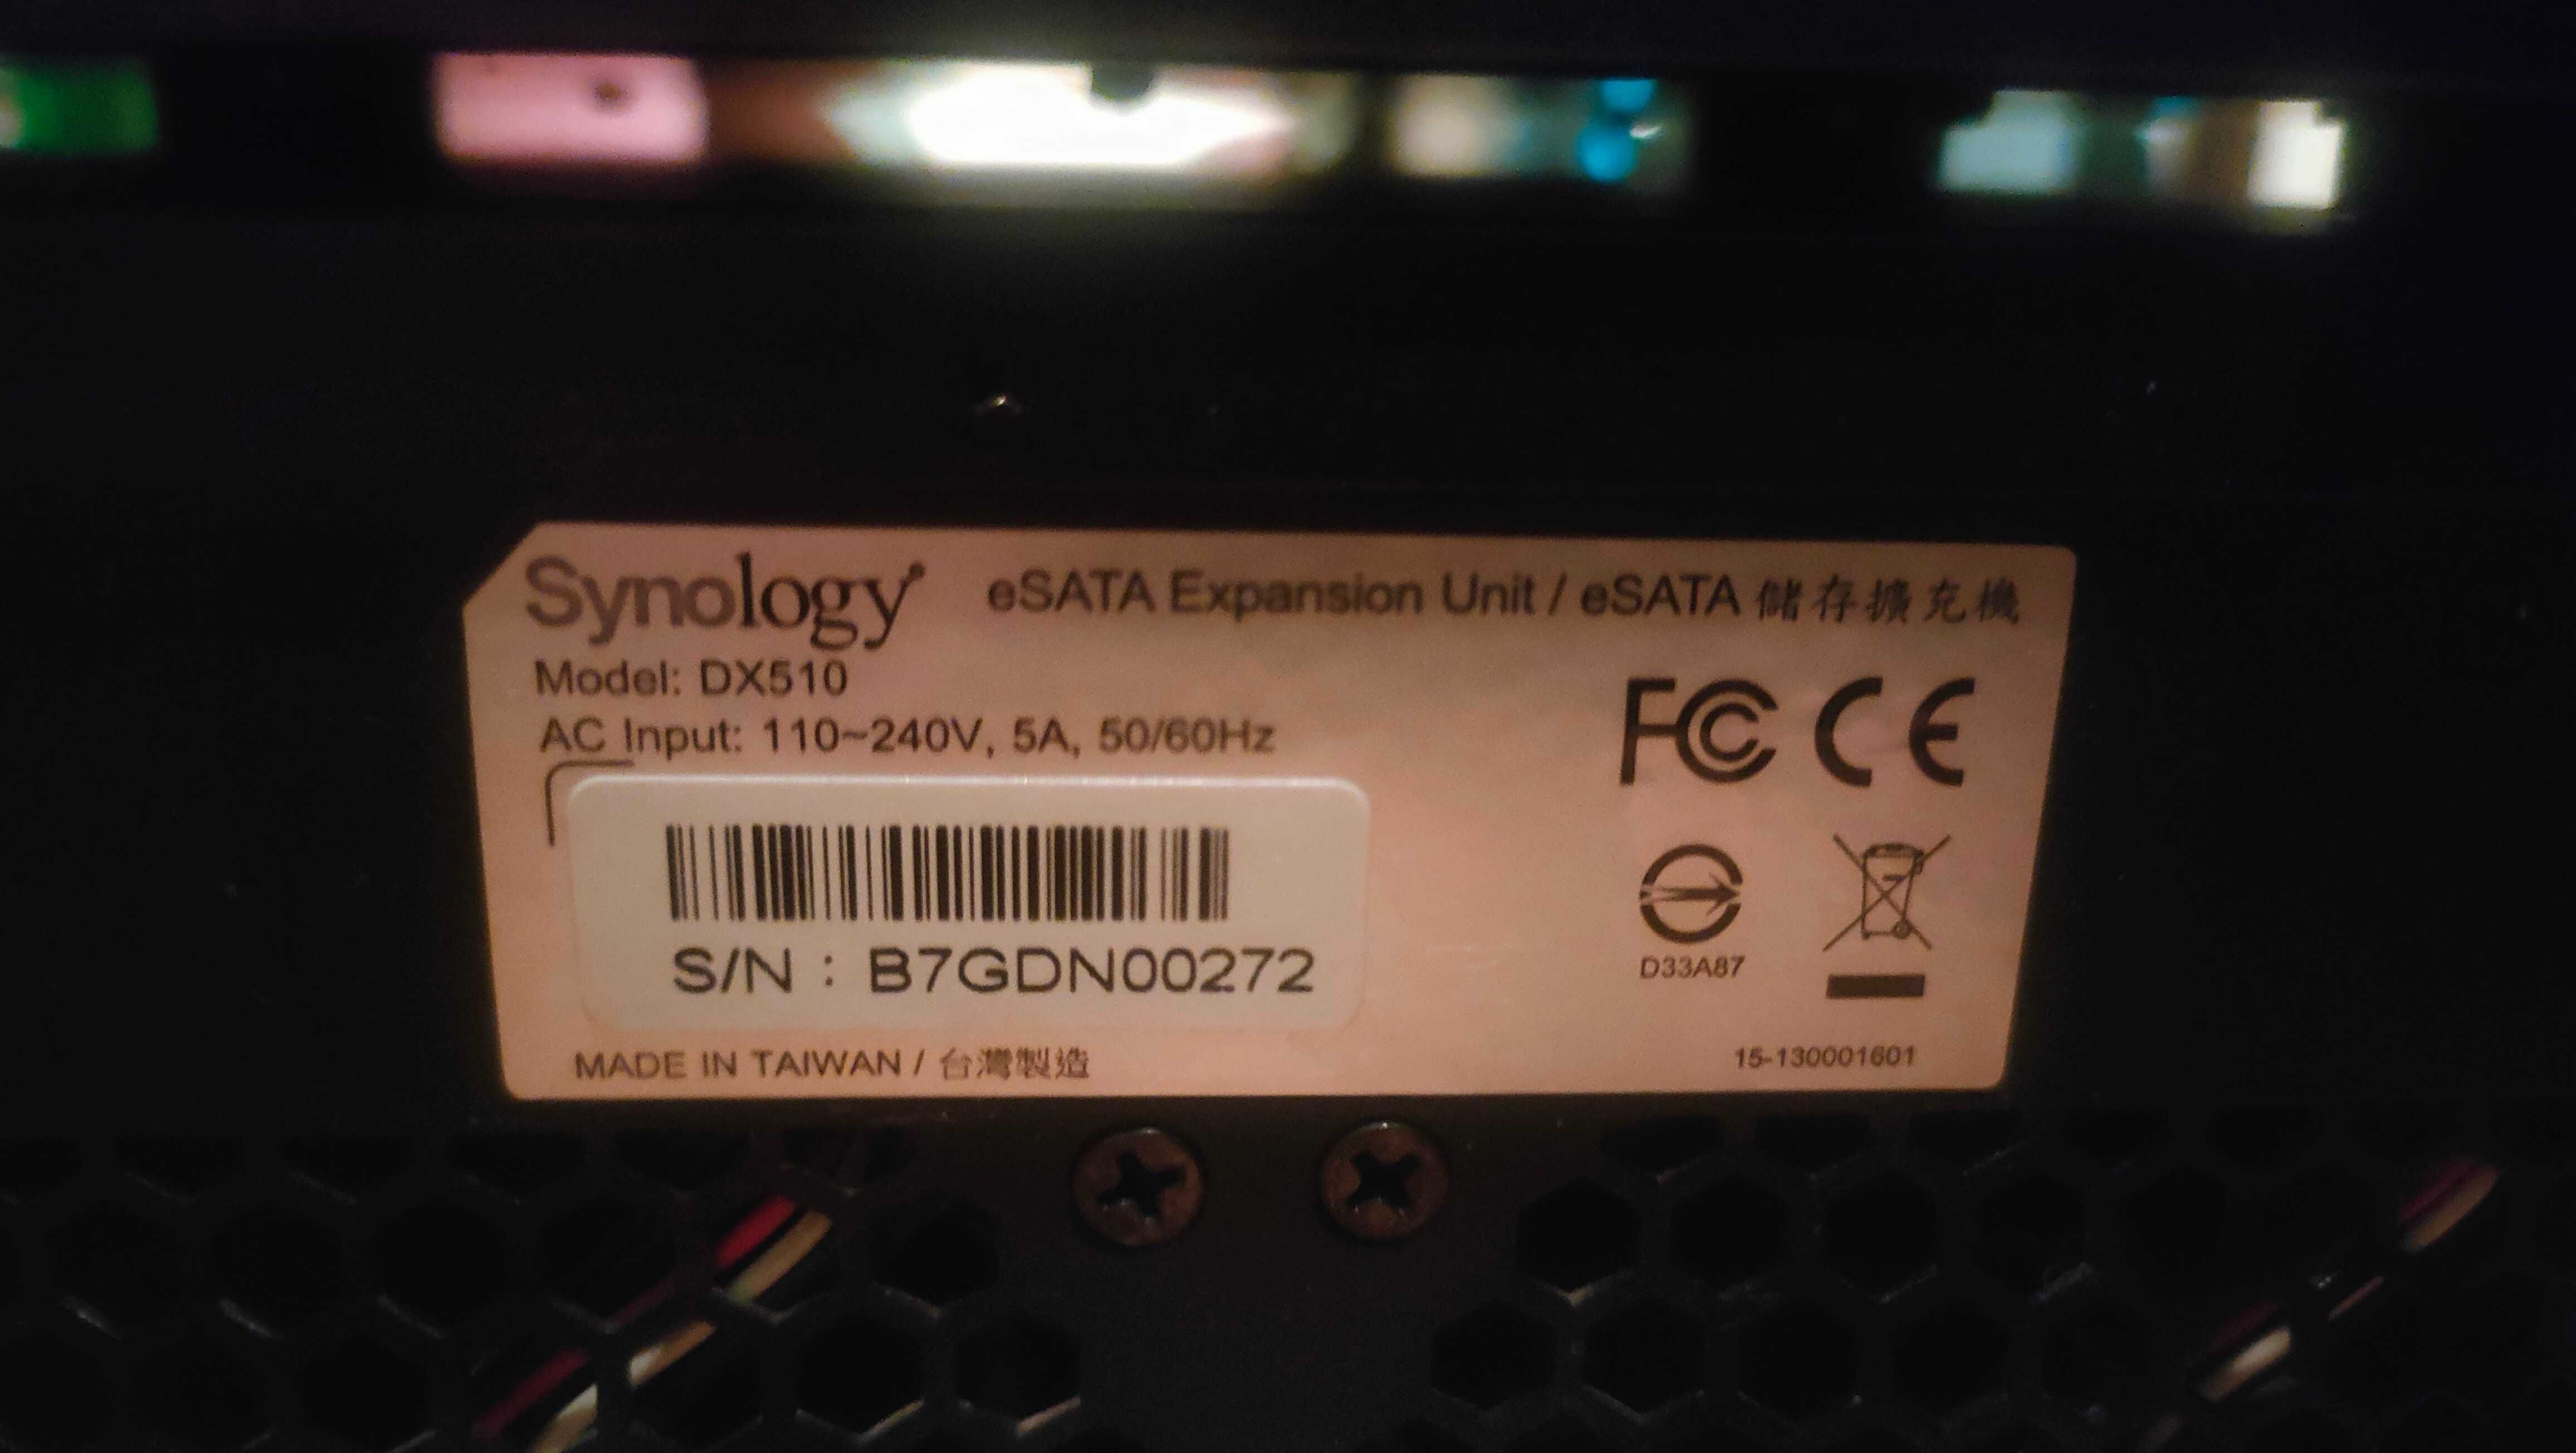 Synology eSATA Expansion Unit / eSATA 儲存擴充機
Model: DX510
AC Input: 110~240V, 5A, 50/60Hz
FC CE
S/N : B7GDN00272
D33A87
MADE IN TAIWAN / 台灣製造
15-130001601